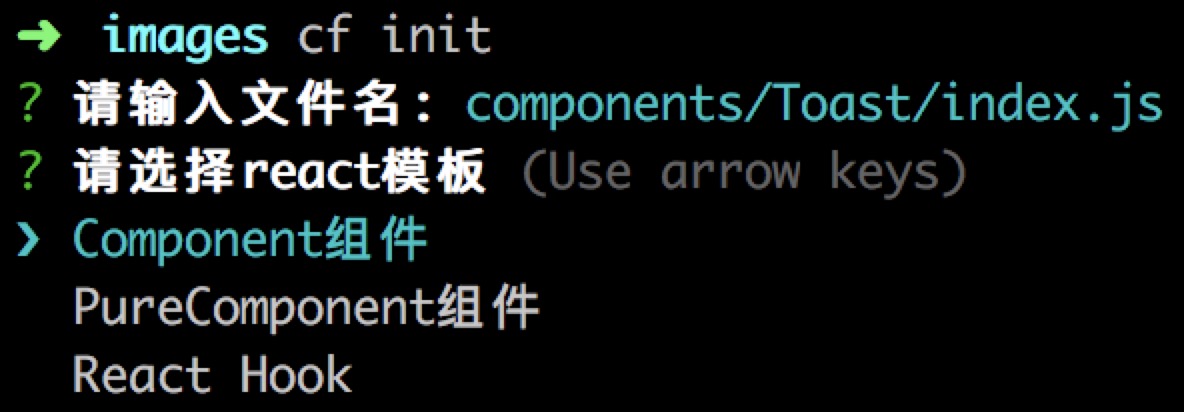 ➜ images cf init
? 请输入文件名: components/Toast/index.js
? 请选择react模板 (Use arrow keys)
❯ Component组件
PureComponent组件
React Hook